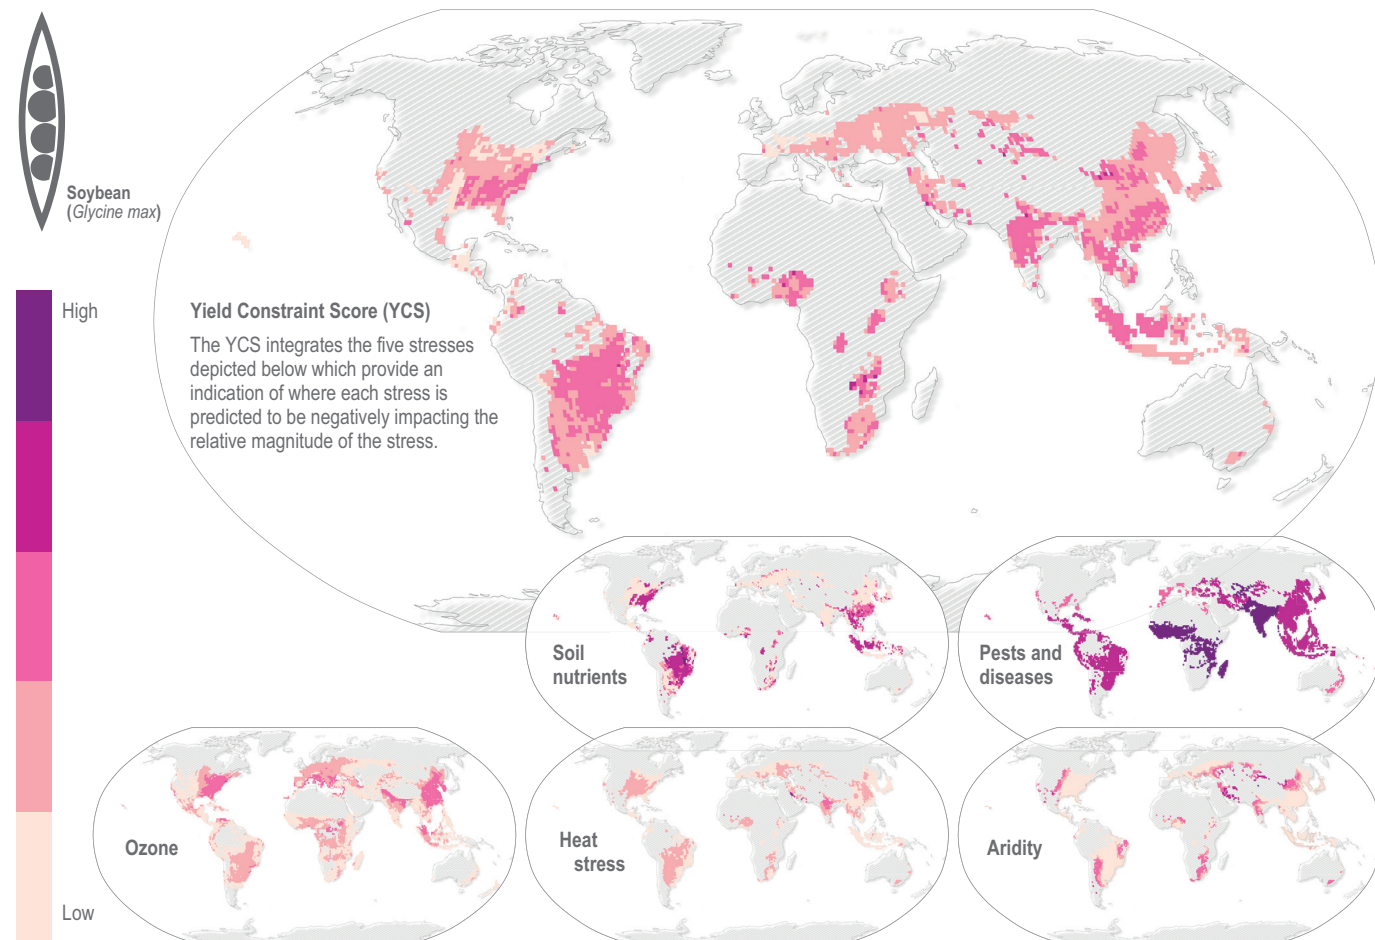 Soybean
(Glycine max)
High
Low
Yield Constraint Score (YCS)
The YCS integrates the five stresses
depicted below which provide an
indication of where each stress is
predicted to be negatively impacting the
relative magnitude of the stress.
Soil
nutrients
Pests and
diseases
Ozone
Heat
stress
Aridity